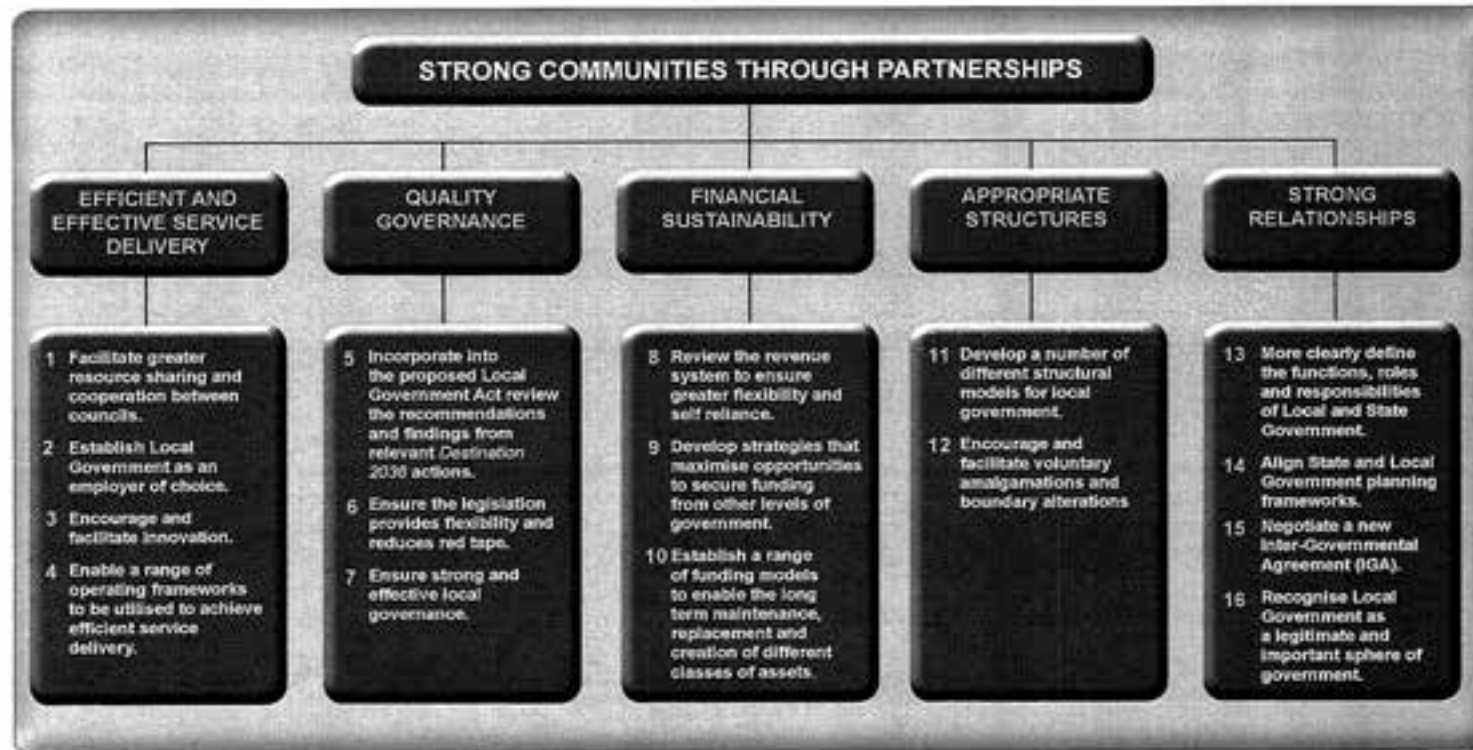 STRONG COMMUNITIES THROUGH PARTNERSHIPS
EFFICIENT AND
EFFECTIVE SERVICE
DELIVERY
QUALITY
GOVERNANCE
FINANCIAL
SUSTAINABILITY
APPROPRIATE
STRUCTURES
STRONG
RELATIONSHIPS
1 Facilitate greater
resource sharing and
cooperation between
councils.
2 Establish Local
Government as an
employer of choice.
3 Encourage and
facilitate innovation.
4 Enable a range of
operating frameworks
to be utilised to achieve
efficient service
delivery.
5 Incorporate into
the proposed Local
Government Act review
the recommendations
and findings from
relevant Destination
2036 actions.
6 Ensure the legislation
provides flexibility and
reduces red tape.
7 Ensure strong and
effective local
governance.
8 Review the revenue
system to ensure
greater flexibility and
self reliance.
9 Develop strategies that
maximise opportunities
to secure funding
from other levels of
government.
10 Establish a range
of funding models
to enable the long
term maintenance,
replacement and
creation of different
classes of assets.
11 Develop a number of
different structural
models for local
government.
12 Encourage and
facilitate voluntary
amalgamations and
boundary alterations
13 More clearly define
the functions, roles
and responsibilities
of Local and State
Government.
14 Align State and Local
Government planning
frameworks.
15 Negotiate a new
Inter-Governmental
Agreement (IGA).
16 Recognise Local
Government as
a legitimate and
important sphere of
government.